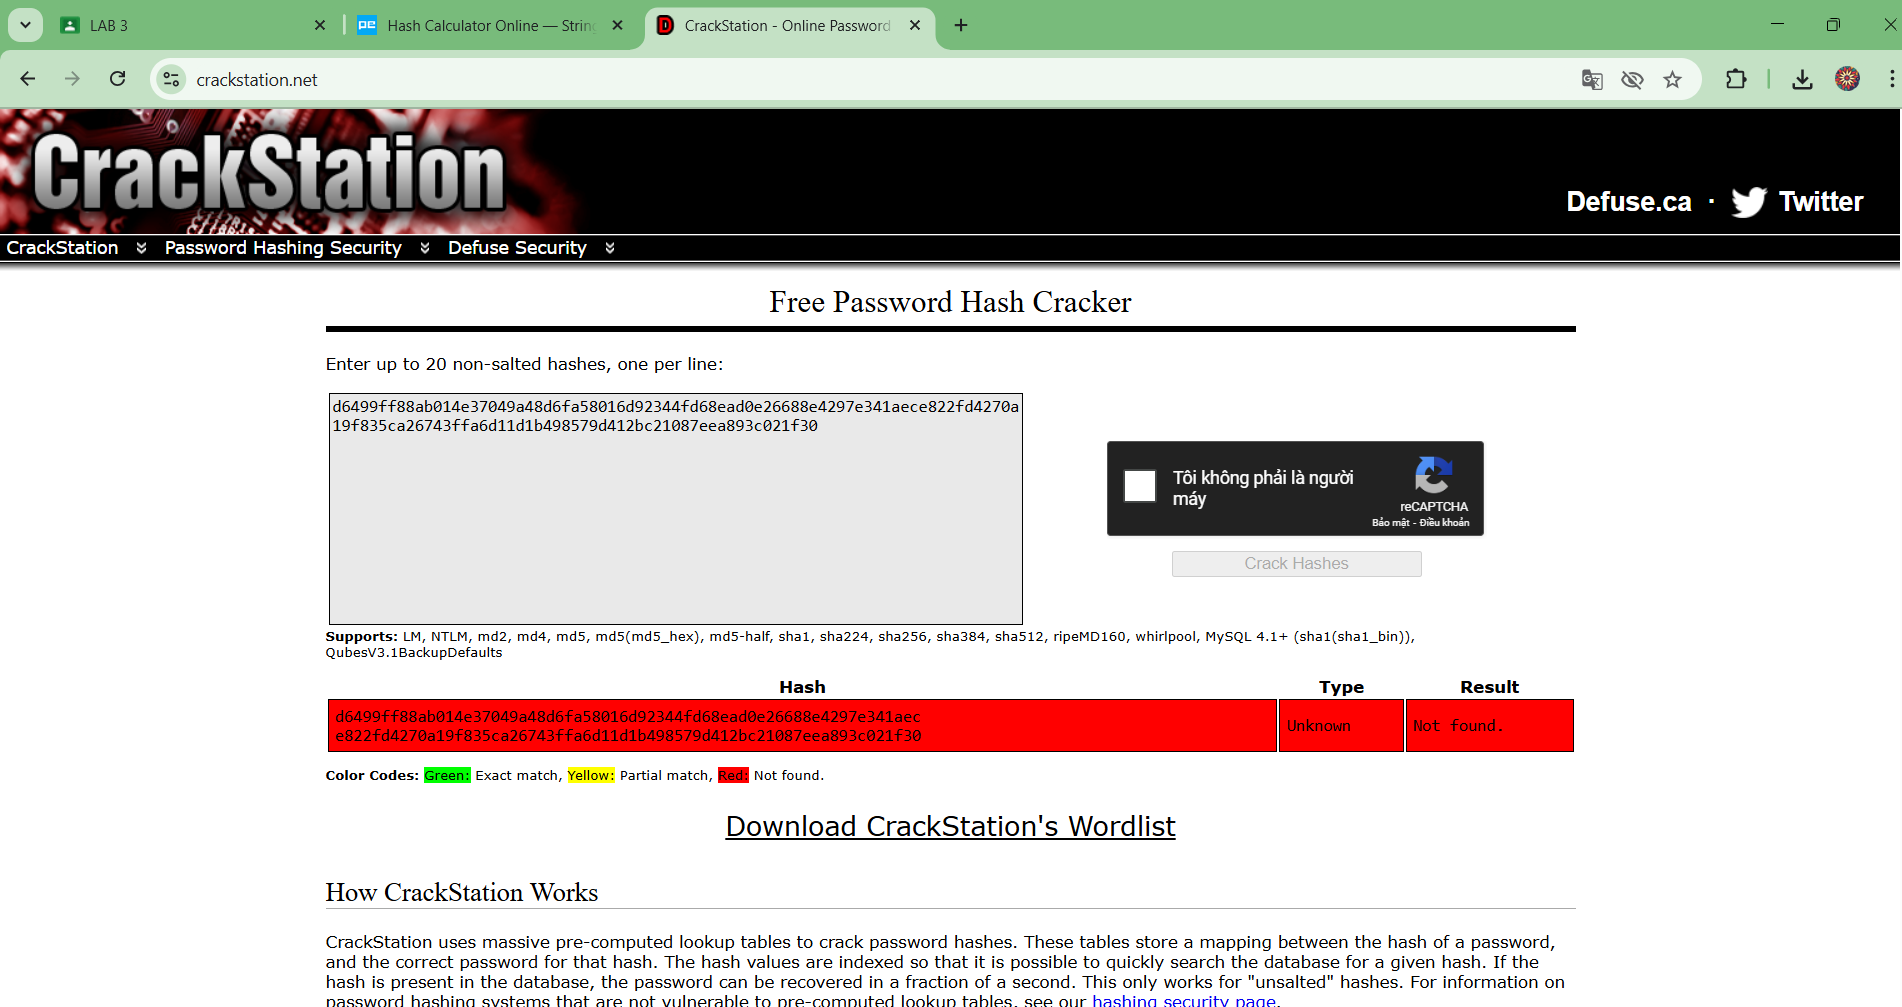 LAB 3
Hash Calculator Online — Strin
CrackStation - Online Password
crackstation.net
CrackStation
Defuse.ca · Twitter
CrackStation Password Hashing Security Defuse Security
Free Password Hash Cracker
Enter up to 20 non-salted hashes, one per line:
d6499ff88ab014e37049a48d6fa58016d92344fd68ead0e26688e4297e341aece822fd4270a
19f835ca26743ffa6d11d1b498579d412bc21087eea893c021f30
Tôi không phải là người
máy
reCAPTCHA
Bảo mật - Điều khoản
Crack Hashes
Supports: LM, NTLM, md2, md4, md5, md5(md5_hex), md5-half, sha1, sha224, sha256, sha384, sha512, ripeMD160, whirlpool, MySQL 4.1+ (sha1(sha1_bin)),
QubesV3.1BackupDefaults
Hash Type Result
d6499ff88ab014e37049a48d6fa58016d92344fd68ead0e26688e4297e341aec
e822fd4270a19f835ca26743ffa6d11d1b498579d412bc21087eea893c021f30
Unknown
Not found.
Color Codes: Green: Exact match, Yellow: Partial match, Red: Not found.
Download CrackStation's Wordlist
How CrackStation Works
CrackStation uses massive pre-computed lookup tables to crack password hashes. These tables store a mapping between the hash of a password,
and the correct password for that hash. The hash values are indexed so that it is possible to quickly search the database for a given hash. If the
hash is present in the database, the password can be recovered in a fraction of a second. This only works for "unsalted" hashes. For information on
password hashing systems that are not vulnerable to pre-computed lookup tables, see our hashing security page.